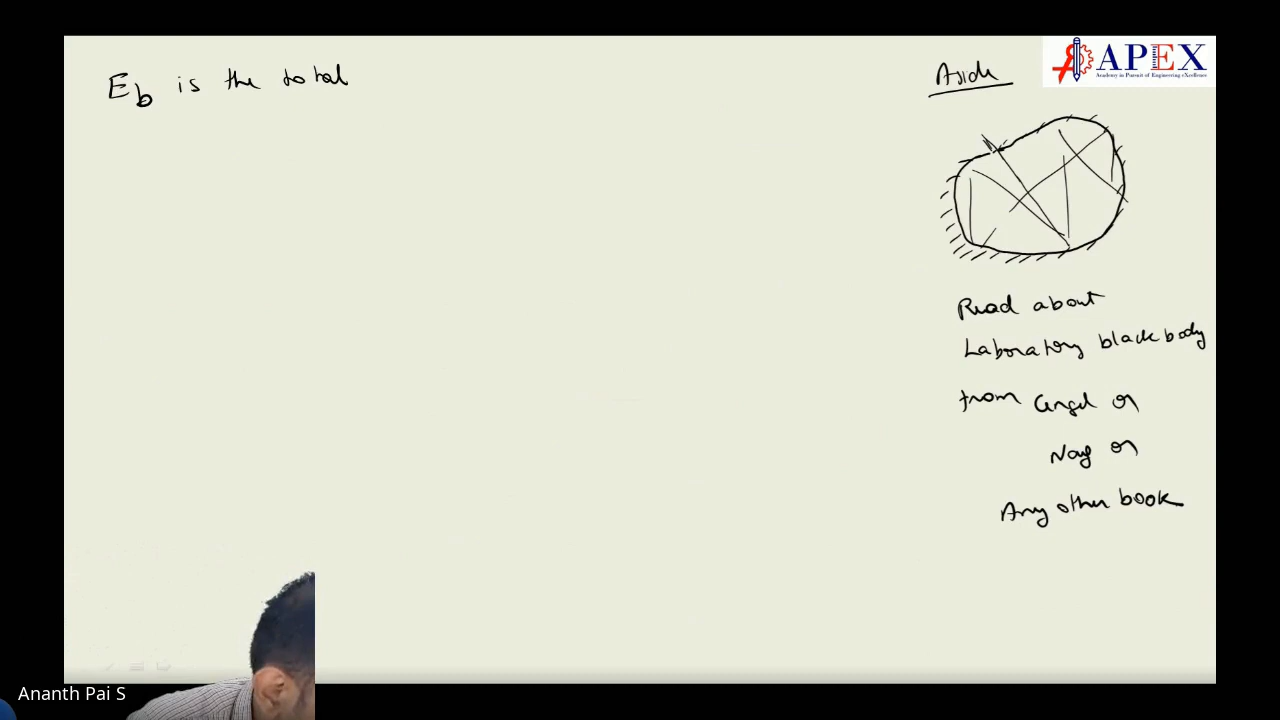 E_b is the total
Aside
APEX
Academy in Pursuit of Engineering eXcellence
Read about
Laboratory blackbody
from Cengel or
Nag or
Any other book
Ananth Pai S